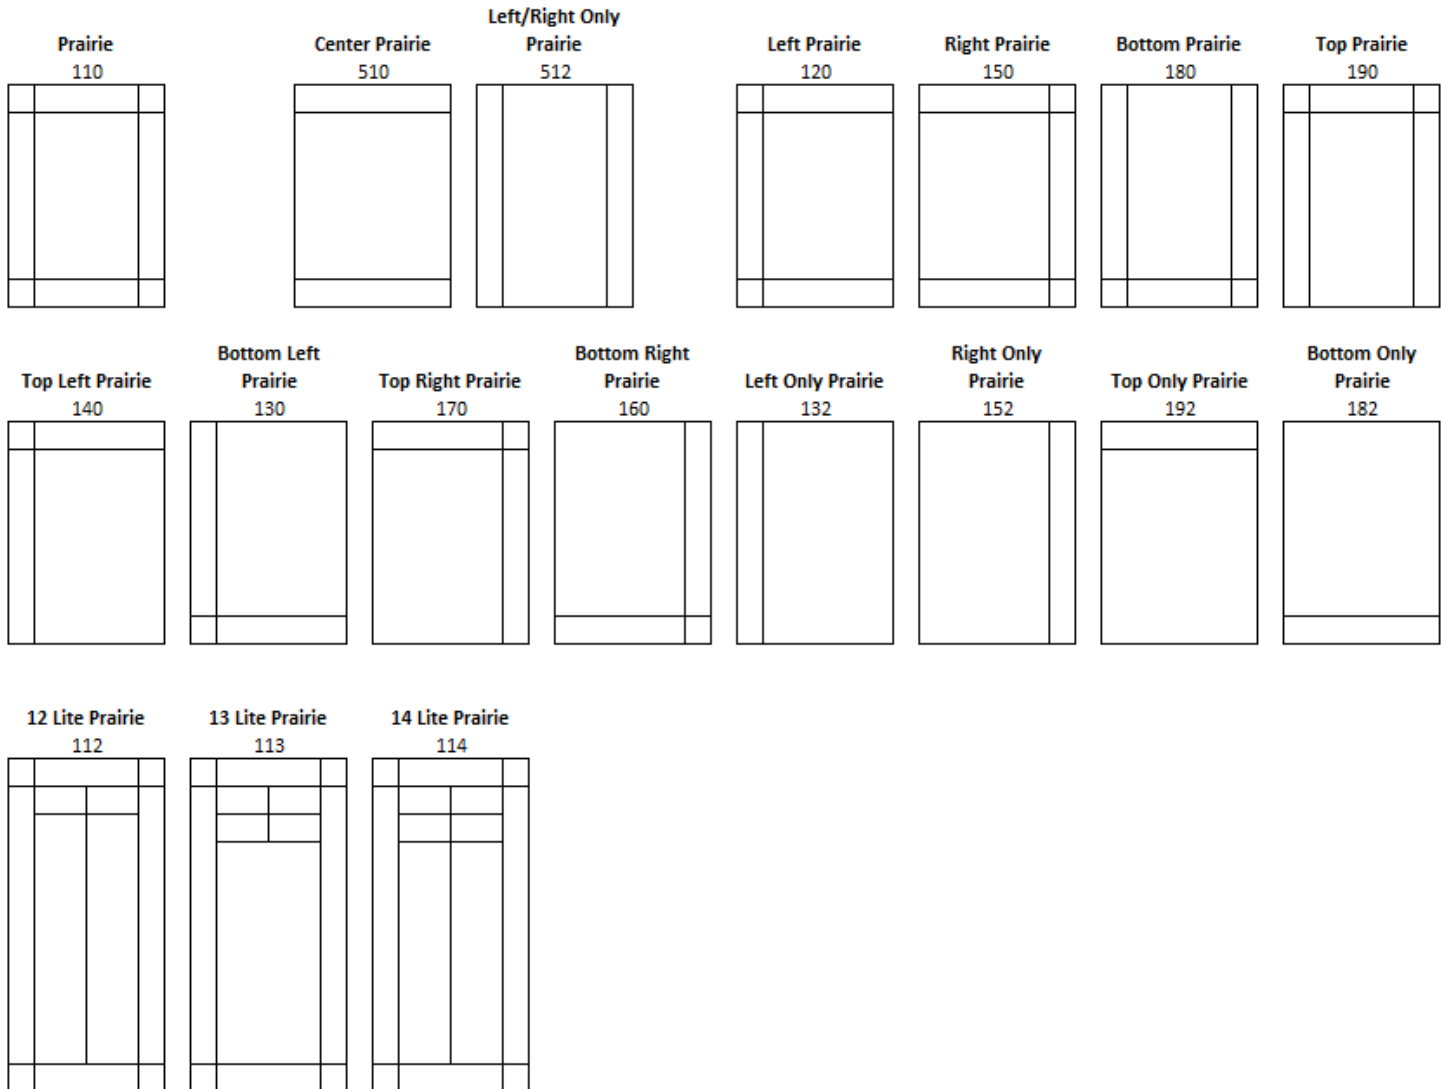 Prairie
110
Center Prairie
510
Left/Right Only
Prairie
512
Left Prairie
120
Right Prairie
150
Bottom Prairie
180
Top Prairie
190
Top Left Prairie
140
Bottom Left
Prairie
130
Top Right Prairie
170
Bottom Right
Prairie
160
Left Only Prairie
132
Right Only
Prairie
152
Top Only Prairie
192
Bottom Only
Prairie
182
12 Lite Prairie
112
13 Lite Prairie
113
14 Lite Prairie
114